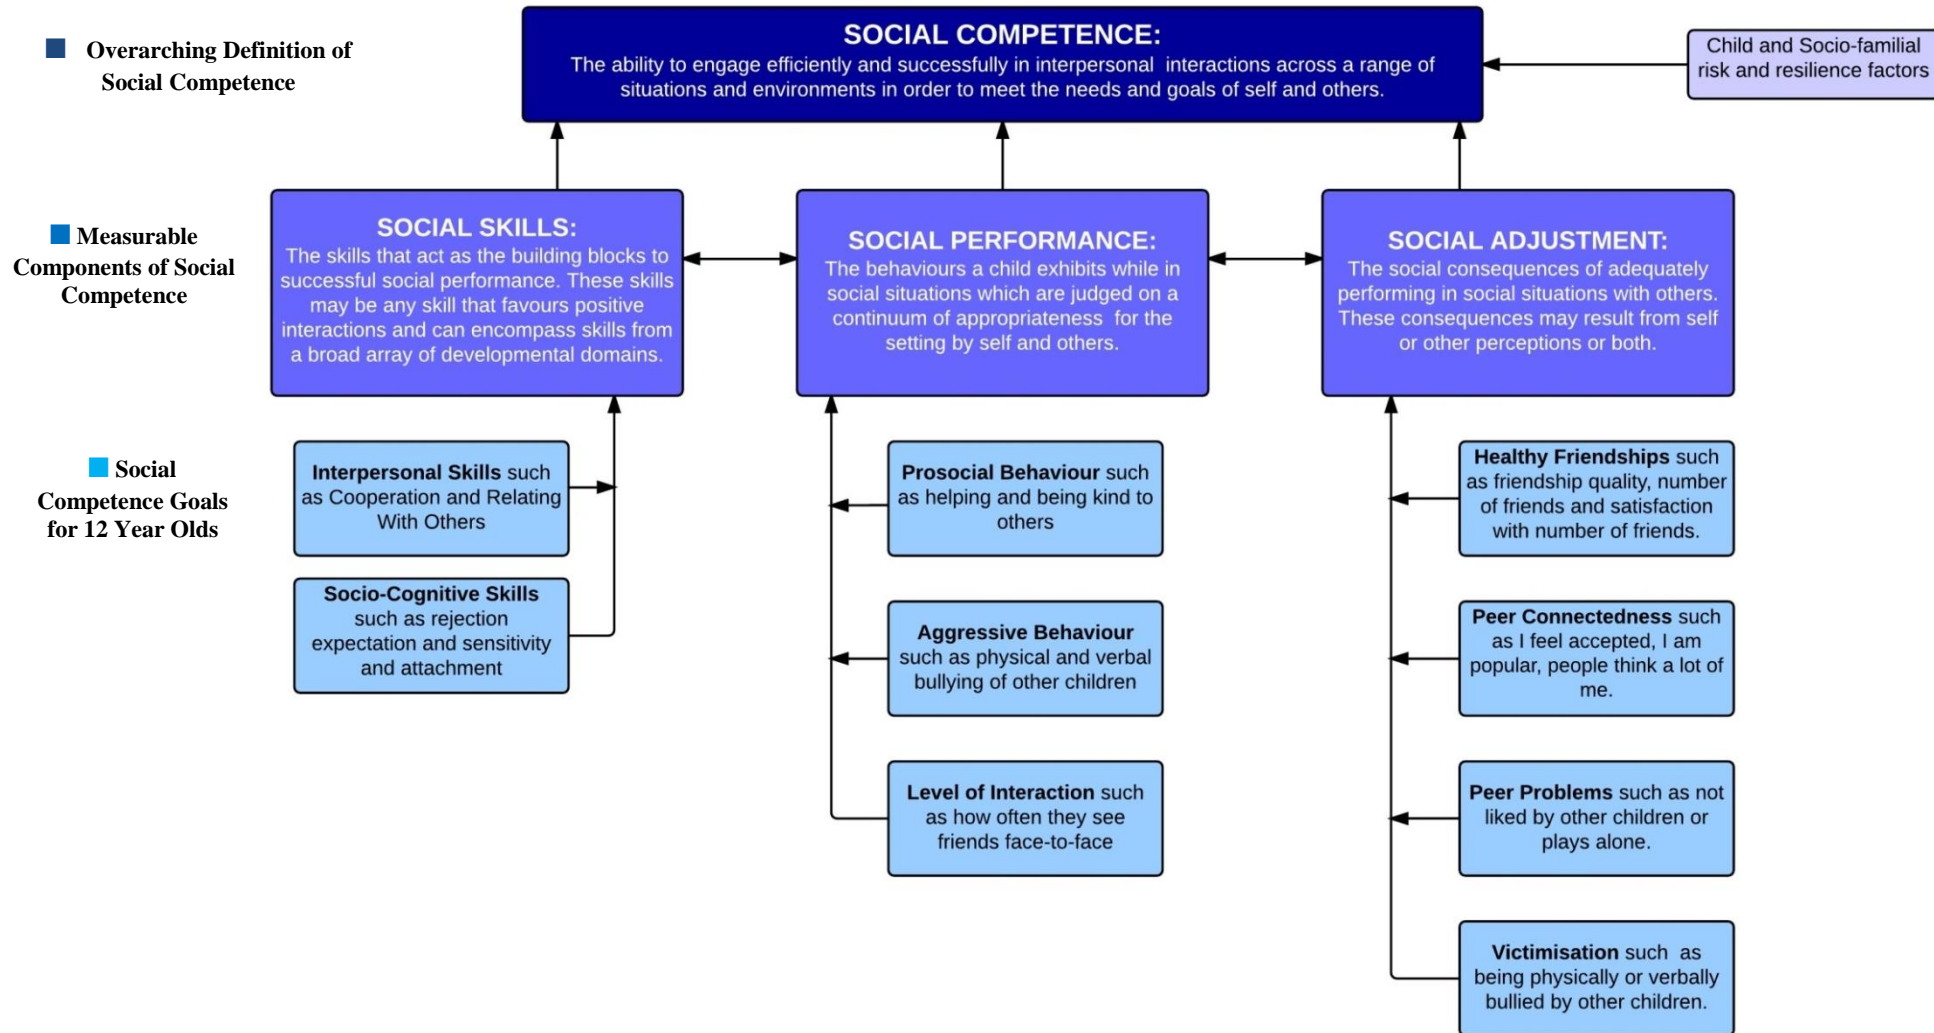 Overarching Definition of
Social Competence
SOCIAL COMPETENCE:
The ability to engage efficiently and successfully in interpersonal interactions across a range of
situations and environments in order to meet the needs and goals of self and others.
Child and Socio-familial
risk and resilience factors
Measurable
Components of Social
Competence
SOCIAL SKILLS:
The skills that act as the building blocks to
successful social performance. These skills
may be any skill that favours positive
interactions and can encompass skills from
a broad array of developmental domains.
SOCIAL PERFORMANCE:
The behaviours a child exhibits while in
social situations which are judged on a
continuum of appropriateness for the
setting by self and others.
SOCIAL ADJUSTMENT:
The social consequences of adequately
performing in social situations with others.
These consequences may result from self
or other perceptions or both.
Social
Competence Goals
for 12 Year Olds
Interpersonal Skills such
as Cooperation and Relating
With Others
Socio-Cognitive Skills
such as rejection
expectation and sensitivity
and attachment
Prosocial Behaviour such
as helping and being kind to
others
Aggressive Behaviour
such as physical and verbal
bullying of other children
Level of Interaction such
as how often they see
friends face-to-face
Healthy Friendships such
as friendship quality, number
of friends and satisfaction
with number of friends.
Peer Connectedness such
as I feel accepted, I am
popular, people think a lot of
me.
Peer Problems such as not
liked by other children or
plays alone.
Victimisation such as
being physically or verbally
bullied by other children.